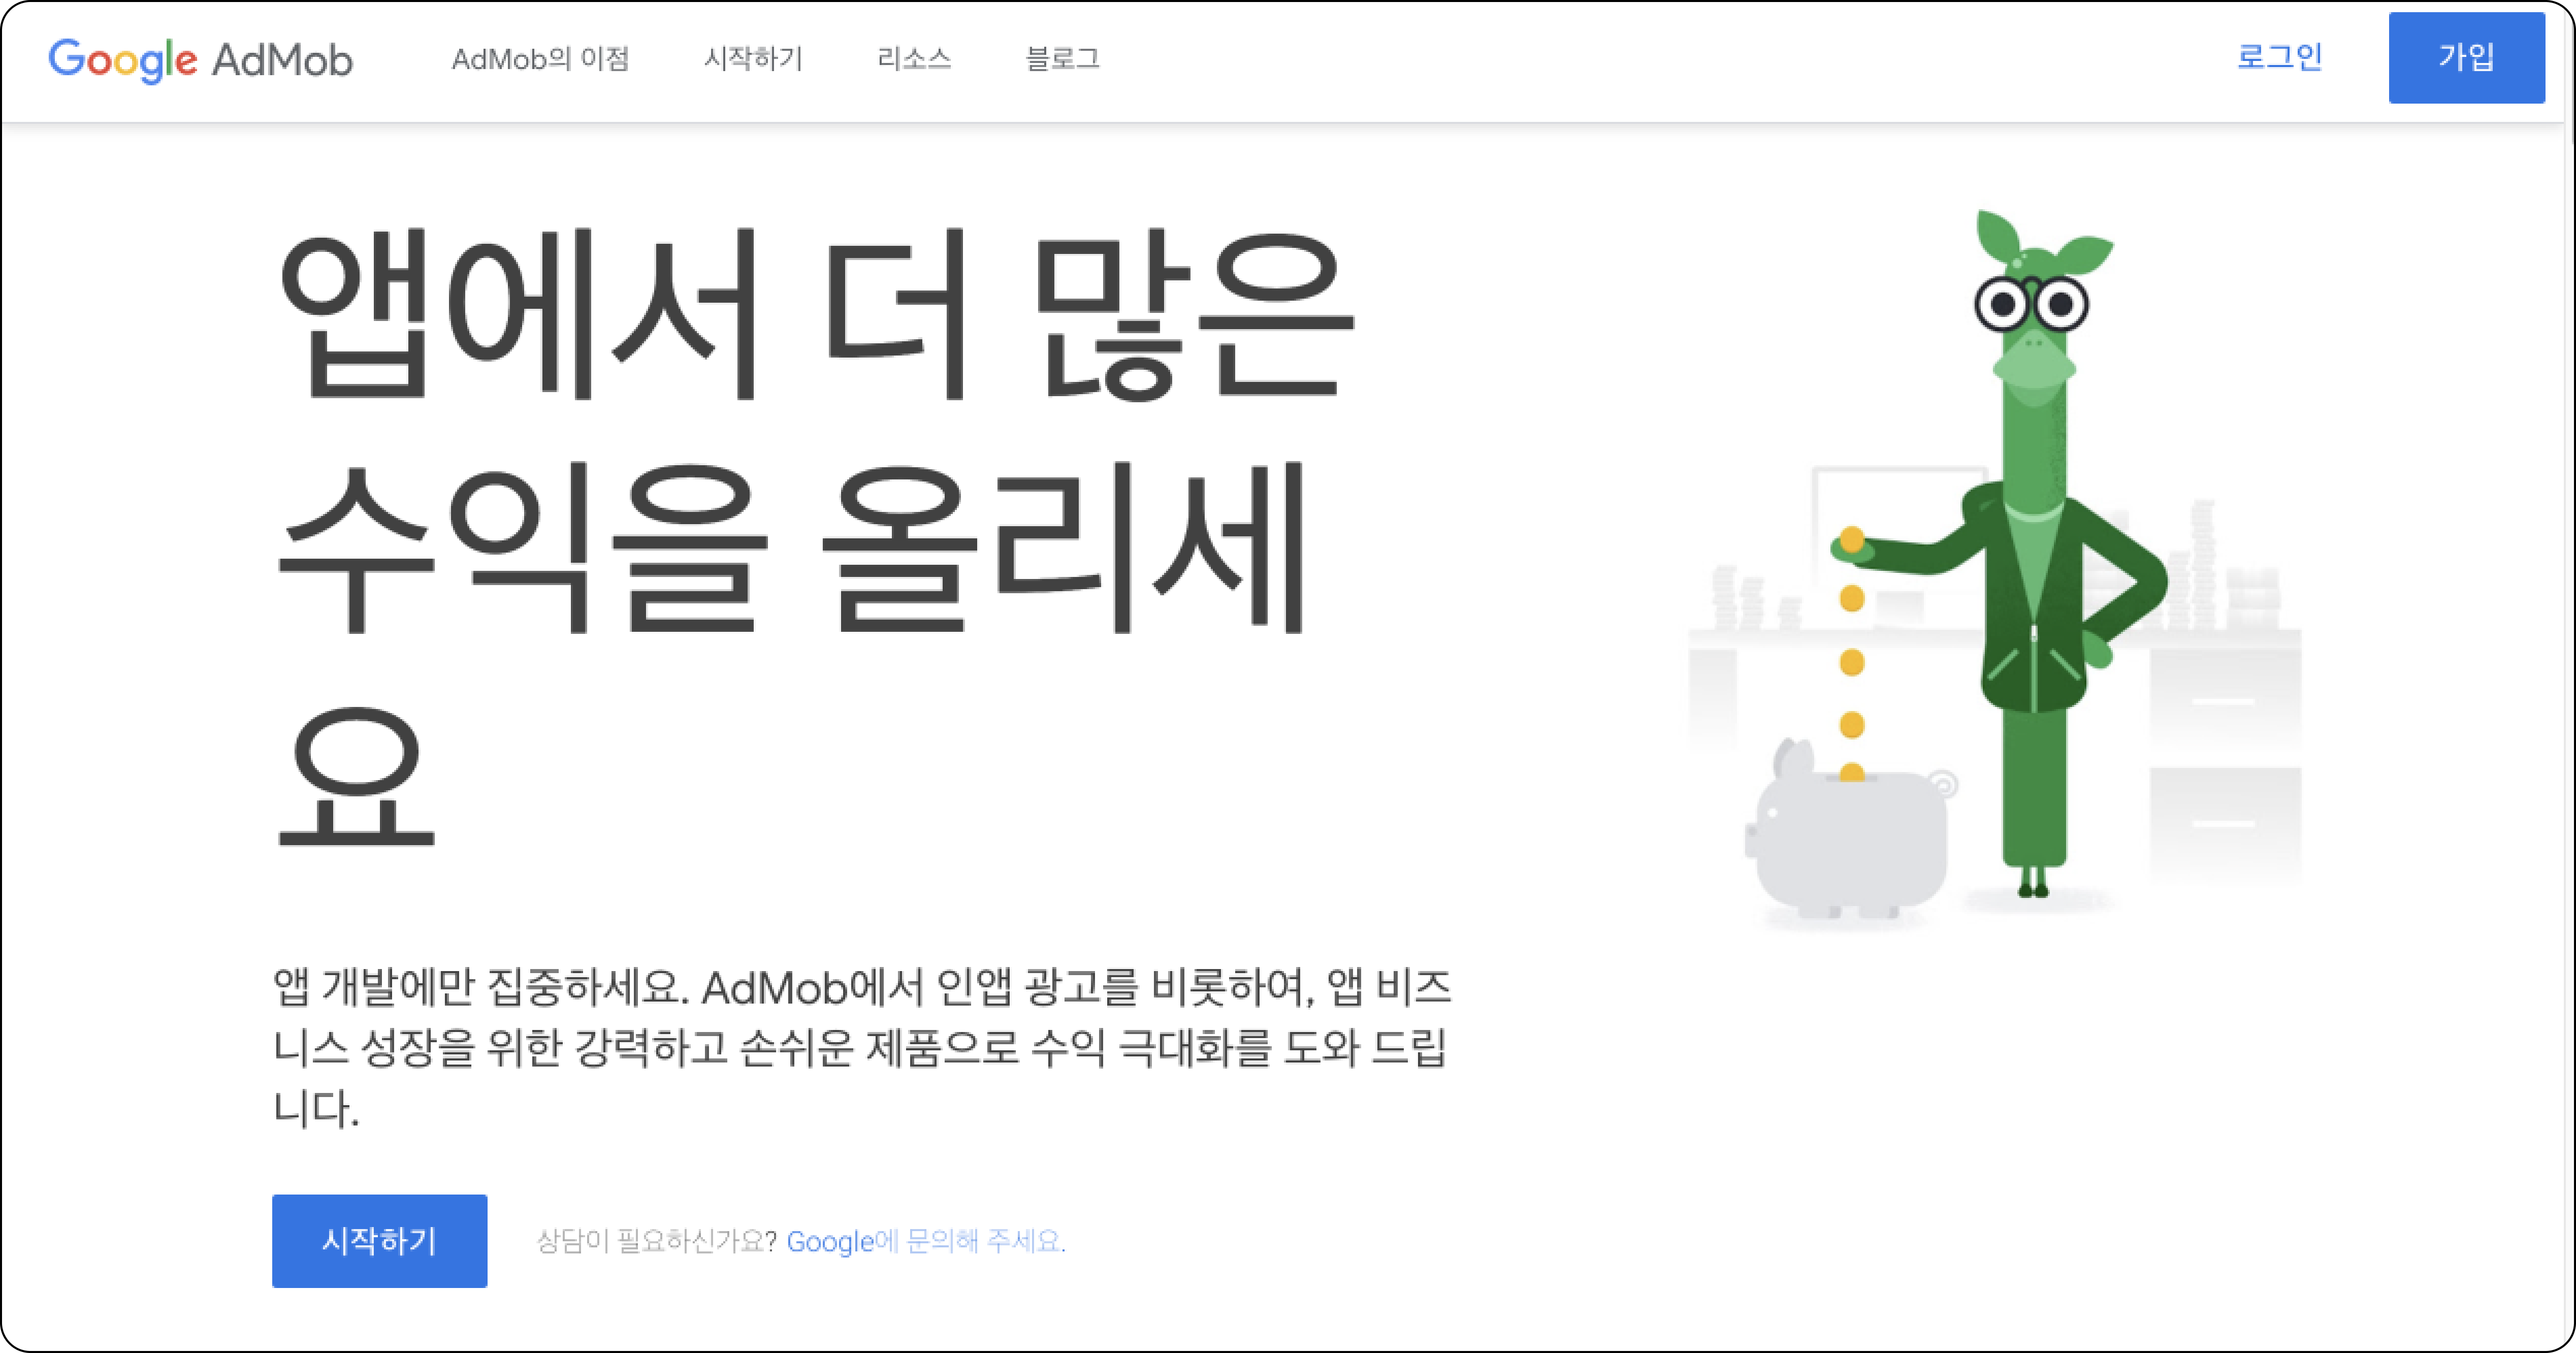 Google AdMob AdMob의 이점 시작하기 리소스 블로그 로그인 가입
앱에서 더 많은
수익을 올리세
요
앱 개발에만 집중하세요. AdMob에서 인앱 광고를 비롯하여, 앱 비즈
니스 성장을 위한 강력하고 손쉬운 제품으로 수익 극대화를 도와 드립
니다.
시작하기 상담이 필요하신가요? Google에 문의해 주세요.